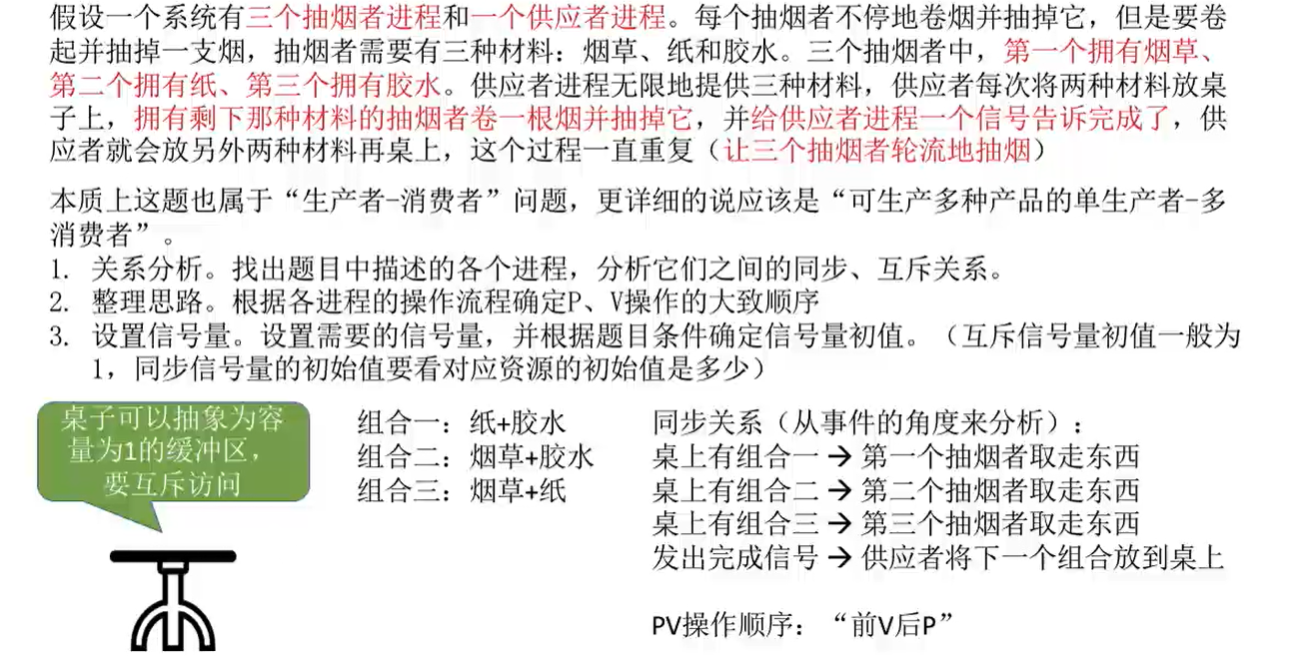 假设一个系统有三个抽烟者进程和一个供应者进程。每个抽烟者不停地卷烟并抽掉它，但是要卷
起并抽掉一支烟，抽烟者需要有三种材料：烟草、纸和胶水。三个抽烟者中，第一个拥有烟草、
第二个拥有纸、第三个拥有胶水。供应者进程无限地提供三种材料，供应者每次将两种材料放桌
子上，拥有剩下那种材料的抽烟者卷一根烟并抽掉它，并给供应者进程一个信号告诉完成了，供
应者就会放另外两种材料再桌上，这个过程一直重复（让三个抽烟者轮流地抽烟）
本质上这题也属于“生产者-消费者”问题，更详细的说应该是“可生产多种产品的单生产者-多
消费者”。
1. 关系分析。找出题目中描述的各个进程，分析它们之间的同步、互斥关系。
2. 整理思路。根据各进程的操作流程确定P、V操作的大致顺序
3. 设置信号量。设置需要的信号量，并根据题目条件确定信号量初值。（互斥信号量初值一般为
1，同步信号量的初始值要看对应资源的初始值是多少）
桌子可以抽象为容
量为1的缓冲区，
要互斥访问
组合一：纸+胶水
组合二：烟草+胶水
组合三：烟草+纸
同步关系（从事件的角度来分析）：
桌上有组合一 → 第一个抽烟者取走东西
桌上有组合二 → 第二个抽烟者取走东西
桌上有组合三 → 第三个抽烟者取走东西
发出完成信号 → 供应者将下一个组合放到桌上
PV操作顺序：“前V后P”